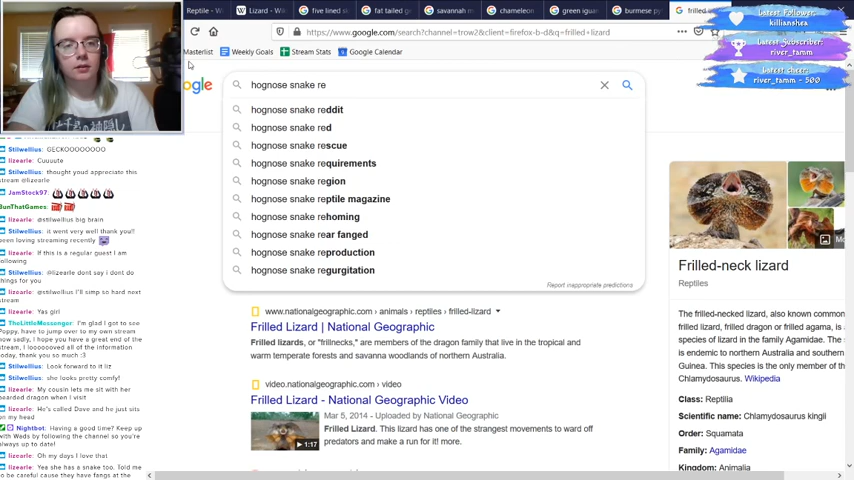 Reptile - W
Lizard - W
five lined s
fat tailed g
savannah m
chameleon
green iguan
burmese py
frilled l
https://www.google.com/search?channel=trow2&client=firefox-b-d&q=frilled+lizard
Masterlist
Weekly Goals
Stream Stats
Google Calendar
Latest Follower:
killianshea
Latest Subscriber:
river_tamm
Latest cheer:
river_tamm - 500
hognose snake re
hognose snake reddit
hognose snake red
hognose snake rescue
hognose snake requirements
hognose snake region
hognose snake reptile magazine
hognose snake rehoming
hognose snake rear fanged
hognose snake reproduction
hognose snake regurgitation
Report inappropriate predictions
www.nationalgeographic.com › animals › reptiles › frilled-lizard
Frilled Lizard | National Geographic
Frilled lizards, or "frillnecks," are members of the dragon family that live in the tropical and
warm temperate forests and savanna woodlands of northern Australia.
video.nationalgeographic.com › video
Frilled Lizard - National Geographic Video
1:17
Mar 5, 2014 - Uploaded by National Geographic
Frilled Lizard. This lizard has one of the strangest movements to ward off
predators and make a run for it! more.
Frilled-neck lizard
Reptiles
The frilled-necked lizard, also known common
frilled lizard, frilled dragon or frilled agama, is a
species of lizard in the family Agamidae. The
is endemic to northern Australia and southern
Guinea. This species is the only member of th
Chlamydosaurus. Wikipedia
Class: Reptilia
Scientific name: Chlamydosaurus kingii
Order: Squamata
Family: Agamidae
Kingdom: Animalia
Stilwellius: GECKOOOOOOO
lizearle: Cuuuute
Stilwellius: thought youd appreciate this
stream @lizearle
JamStock97:
BunThatGames:
lizearle: @stilwellius big brain
Stilwellius: it went very well thank you!!
been loving streaming recently
lizearle: If this is a regular guest I am
following
Stilwellius: @lizearle dont say i dont do
things for you
lizearle: @stilwellius I'll simp so hard next
stream
lizearle: Yas girl
TheLittleMessenger: I'm glad I got to see
Poppy, have to jump over to my own stream
now sadly, I hope you have a great end of the
stream, I loooooved all of the information
today, thank you so much :3
Stilwellius: Look forward to it liz
Stilwellius: she looks pretty comfy!
lizearle: My cousin lets me sit with her
bearded dragon when I visit
lizearle: He's called Dave and he just sits
on my head
Nightbot: Having a good time? Keep up
with Wads by following the channel so you're
always up to date!
lizearle: Oh my days I love that
lizearle: Yea she has a snake too. Told me
to be careful cause they have fangs at the